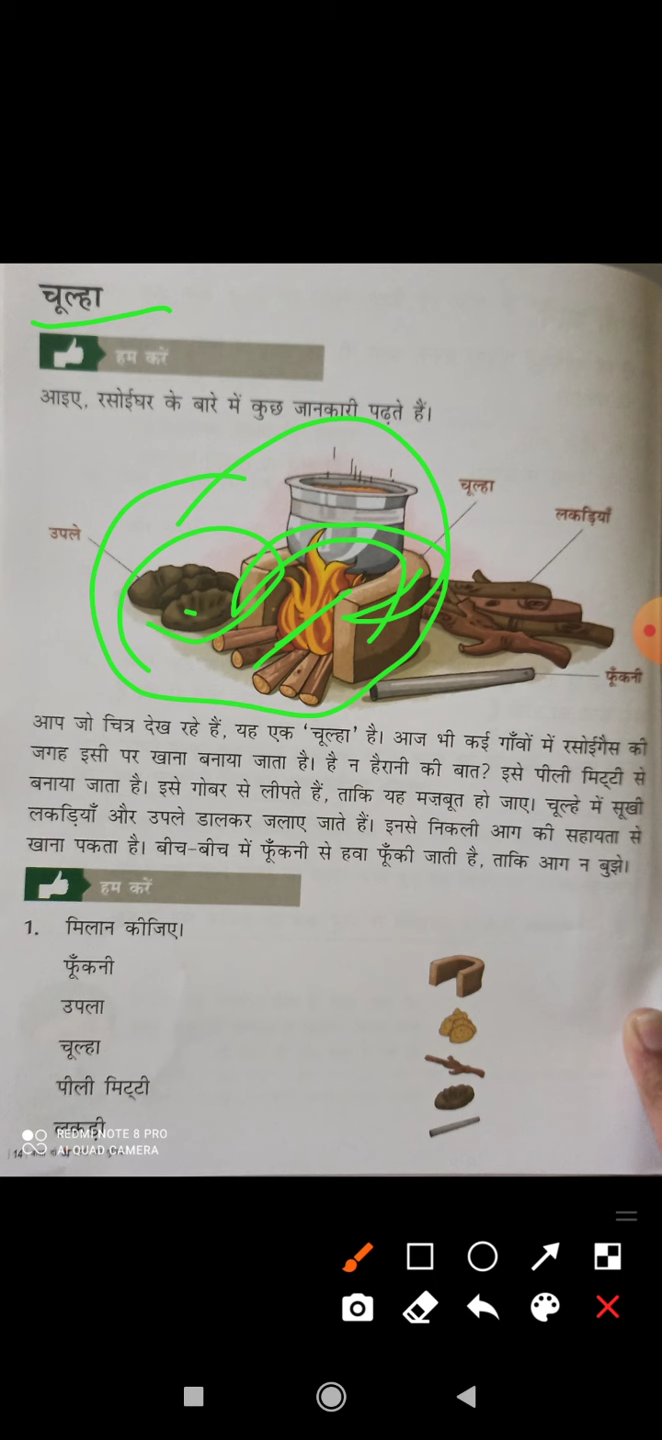 चूल्हा
हम करें
आइए, रसोईघर के बारे में कुछ जानकारी पढ़ते हैं।
चूल्हा
लकड़ियाँ
उपले
फूँकनी
आप जो चित्र देख रहे हैं, यह एक ‘चूल्हा’ है। आज भी कई गाँवों में रसोईगैस की
जगह इसी पर खाना बनाया जाता है। है न हैरानी की बात? इसे पीली मिट्टी से
बनाया जाता है। इसे गोबर से लीपते हैं, ताकि यह मज़बूत हो जाए। चूल्हे में सूखी
लकड़ियाँ और उपले डालकर जलाए जाते हैं। इनसे निकली आग की सहायता से
खाना पकता है। बीच-बीच में फूँकनी से हवा फूँकी जाती है, ताकि आग न बुझे।
हम करें
1. मिलान कीजिए।
फूँकनी
उपला
चूल्हा
पीली मिट्टी
लकड़ी
REDMI NOTE 8 PRO
AI QUAD CAMERA
14